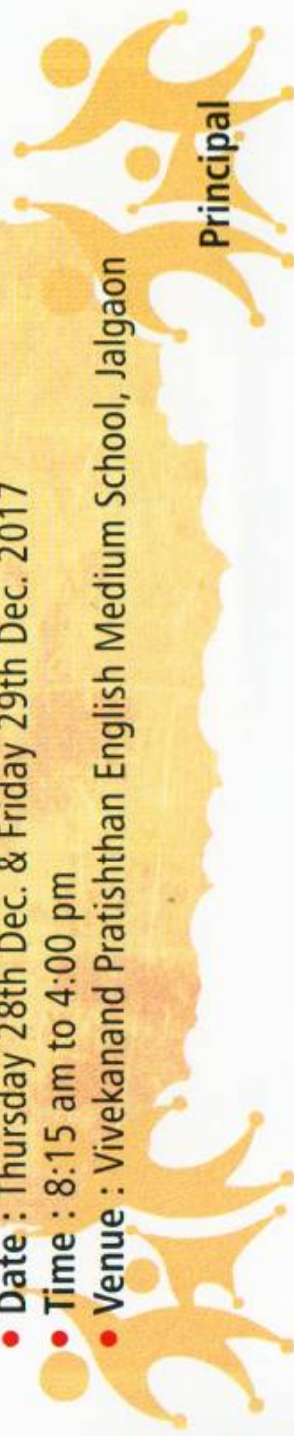 • Date : Thursday 28th Dec. & Friday 29th Dec. 2017
• Time : 8:15 am to 4:00 pm
• Venue : Vivekanand Pratishthan English Medium School, Jalgaon
Principal